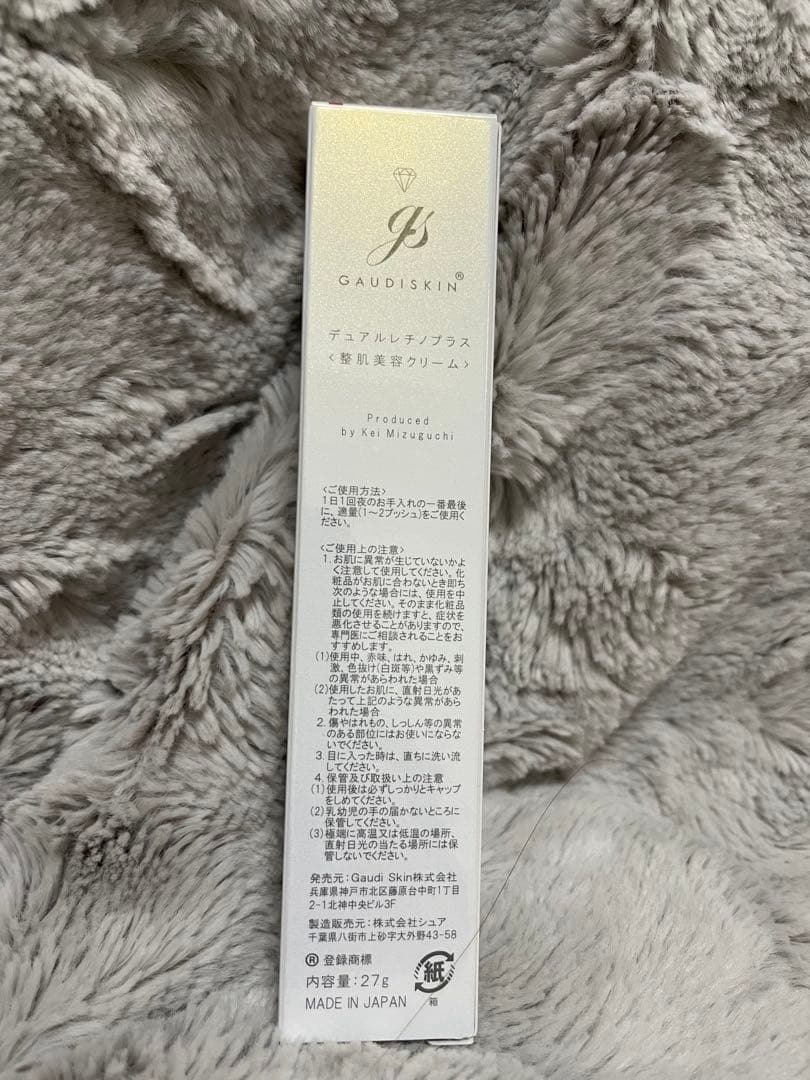 gs
GAUDISKIN®
デュアルレチノプラス
〈整肌美容クリーム〉
Produced
by Kei Mizuguchi
〈ご使用方法〉
1日1回夜のお手入れの一番最後
に、適量(1~2プッシュ)をご使用く
ださい。
〈ご使用上の注意〉
1. お肌に異常が生じていないかよ
く注意して使用してください。化
粧品がお肌に合わないとき即ち
次のような場合には、使用を中
止してください。そのまま化粧品
類の使用を続けますと、症状を
悪化させることがありますので、
専門医にご相談されることをお
すすめします。
(1)使用中、赤味、はれ、かゆみ、刺
激、色抜け(白斑等)や黒ずみ等
の異常があらわれた場合
(2)使用したお肌に、直射日光があ
たって上記のような異常があら
われた場合
2. 傷やはれもの、しっしん等の異常
のある部位にはお使いにならな
いでください。
3. 目に入った時は、直ちに洗い流
してください。
4. 保管及び取扱い上の注意
(1)使用後は必ずしっかりとキャップ
をしめてください。
(2)乳幼児の手の届かないところに
保管してください。
(3)極端に高温又は低温の場所、
直射日光の当たる場所には保
管しないでください。
発売元:Gaudi Skin株式会社
兵庫県神戸市北区藤原台中町1丁目
2-1北神中央ビル3F
製造販売元:株式会社シュア
千葉県八街市上砂字大外野43-58
® 登録商標
内容量:27g
MADE IN JAPAN
紙
箱